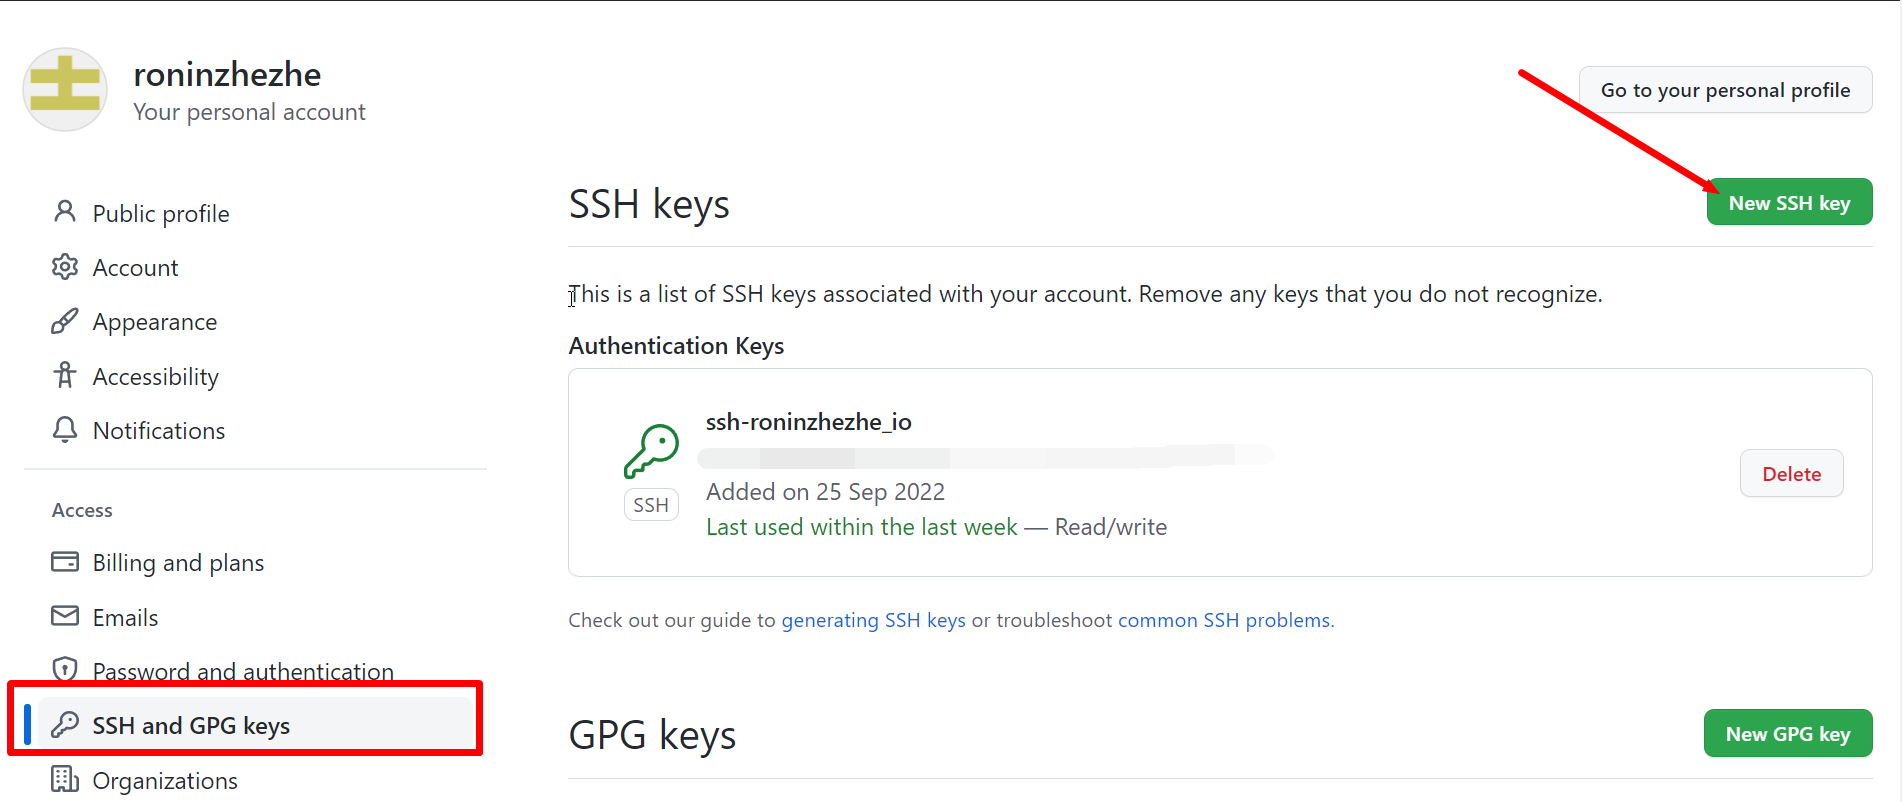 roninzhezhe
Your personal account
Go to your personal profile
Public profile
Account
Appearance
Accessibility
Notifications
Access
Billing and plans
Emails
Password and authentication
SSH and GPG keys
Organizations
SSH keys
New SSH key
This is a list of SSH keys associated with your account. Remove any keys that you do not recognize.
Authentication Keys
ssh-roninzhezhe_io
SSH
Added on 25 Sep 2022
Last used within the last week — Read/write
Delete
Check out our guide to generating SSH keys or troubleshoot common SSH problems.
GPG keys
New GPG key